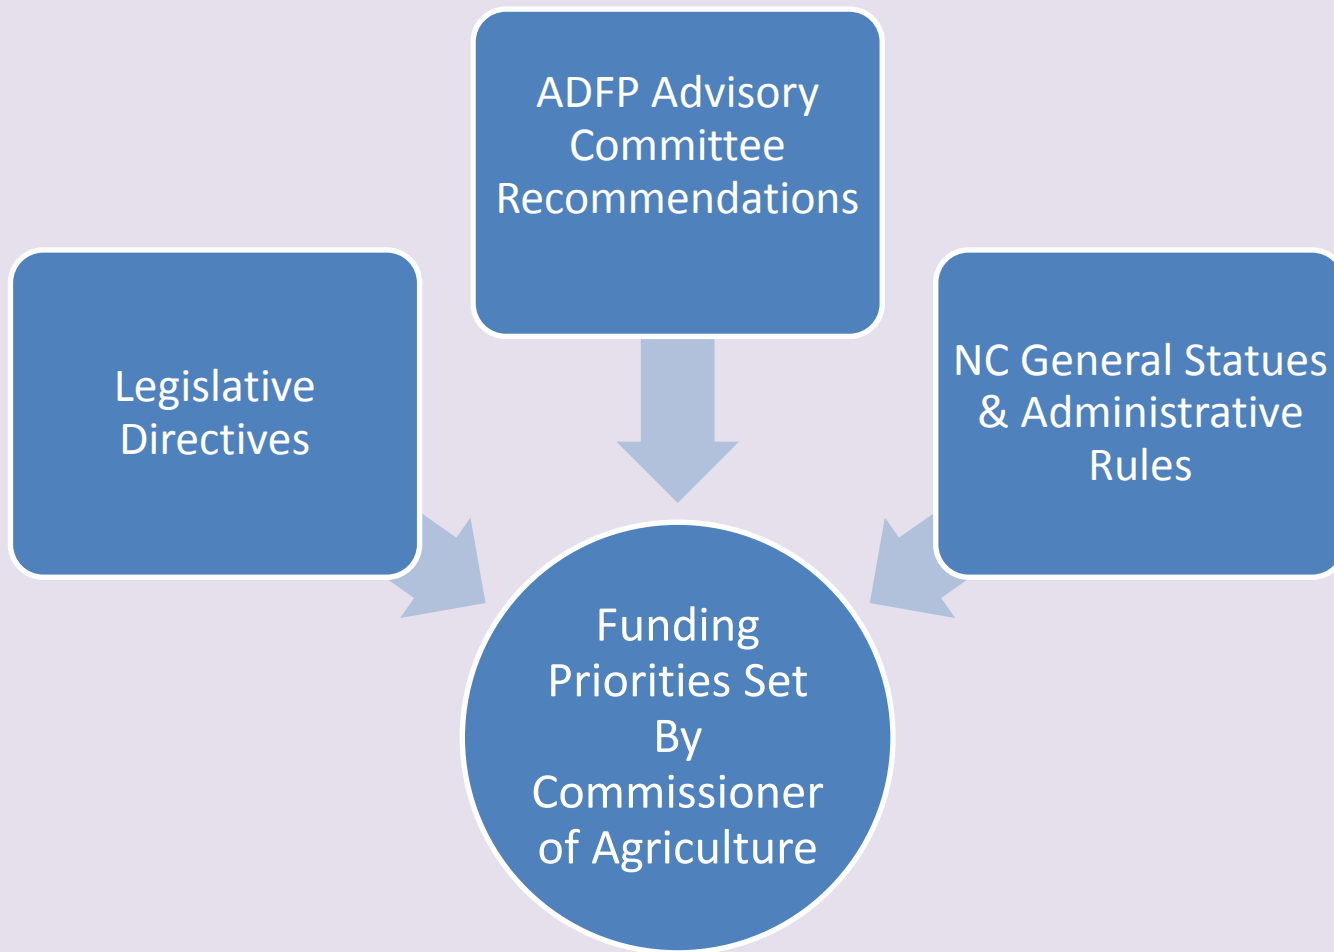 ADFP Advisory
Committee
Recommendations
Legislative
Directives
NC General Statues
& Administrative
Rules
Funding
Priorities Set
By
Commissioner
of Agriculture